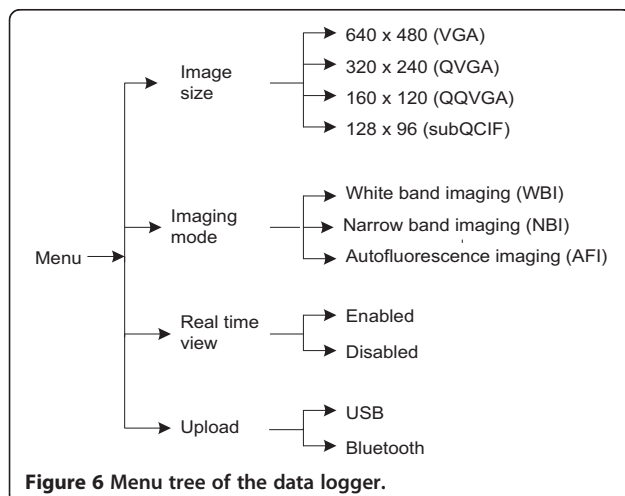 Menu
Image
size
640 x 480 (VGA)
320 x 240 (QVGA)
160 x 120 (QQVGA)
128 x 96 (subQCIF)
Imaging
mode
White band imaging (WBI)
Narrow band imaging (NBI)
Autofluorescence imaging (AFI)
Real time
view
Enabled
Disabled
Upload
USB
Bluetooth
Figure 6 Menu tree of the data logger.